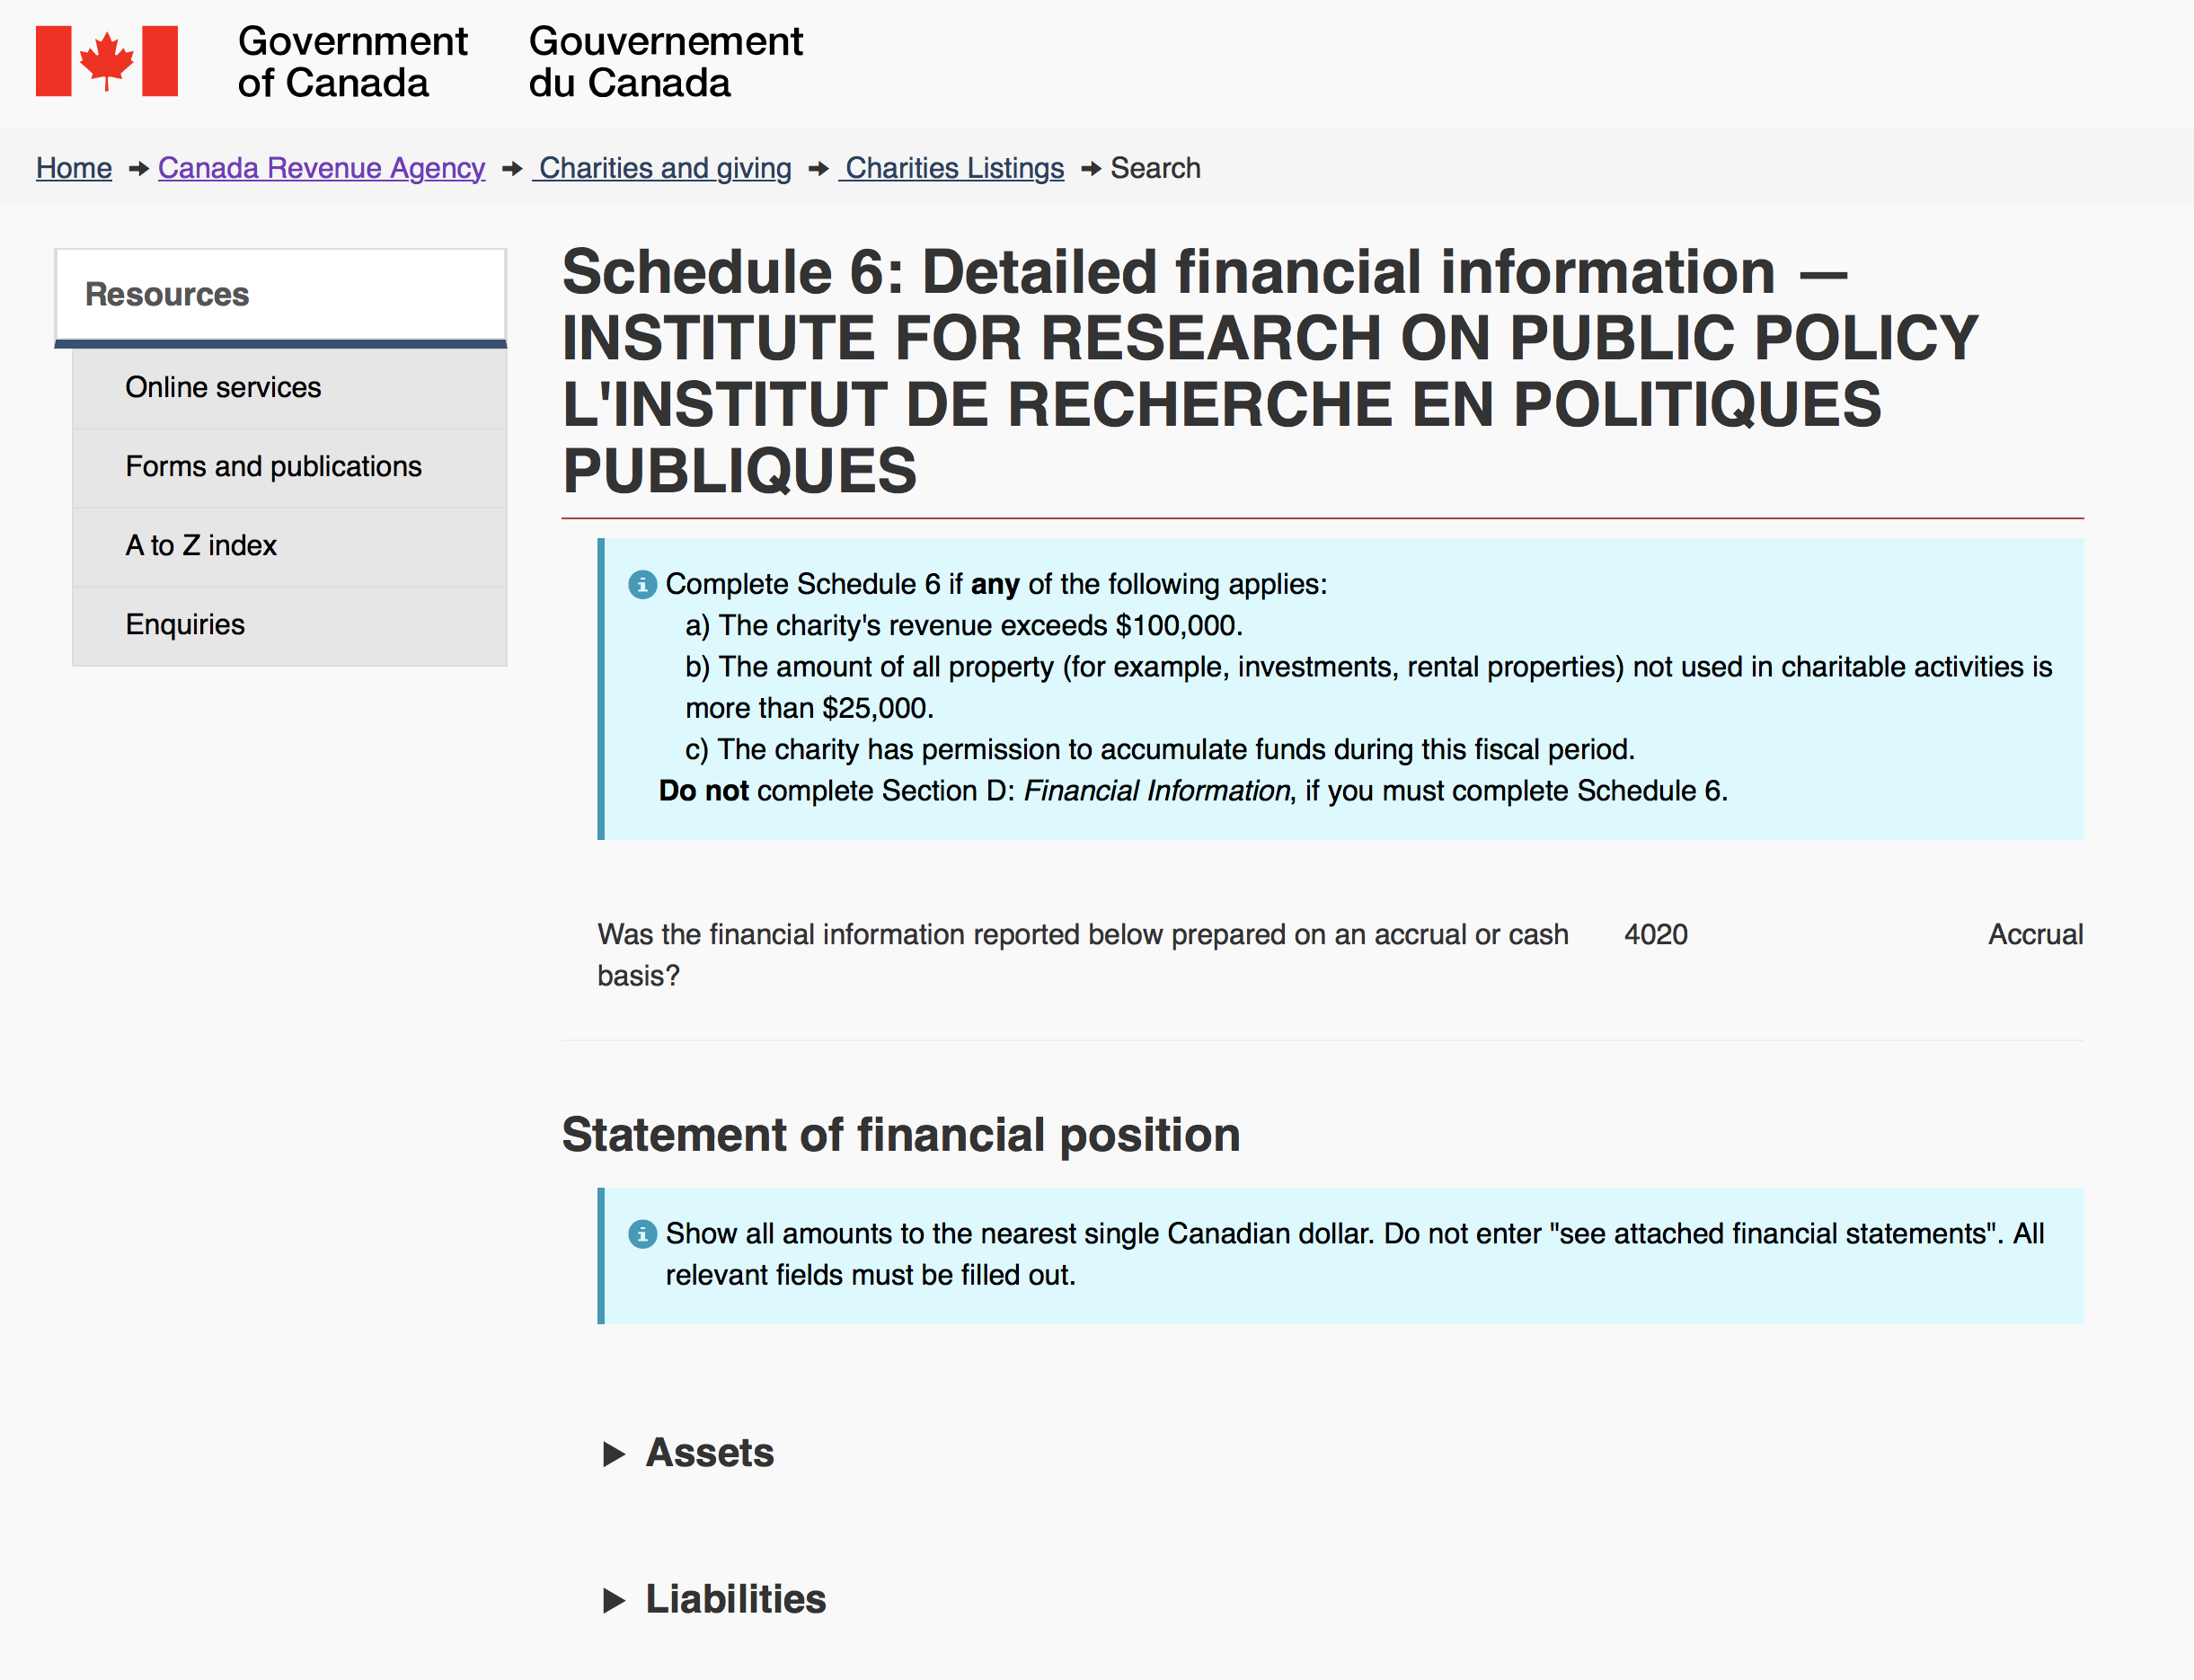 Government
of Canada
Gouvernement
du Canada
Home → Canada Revenue Agency → Charities and giving → Charities Listings → Search
Resources
Online services
Forms and publications
A to Z index
Enquiries
Schedule 6: Detailed financial information —
INSTITUTE FOR RESEARCH ON PUBLIC POLICY
L'INSTITUT DE RECHERCHE EN POLITIQUES
PUBLIQUES
Complete Schedule 6 if any of the following applies:
a) The charity's revenue exceeds $100,000.
b) The amount of all property (for example, investments, rental properties) not used in charitable activities is
more than $25,000.
c) The charity has permission to accumulate funds during this fiscal period.
Do not complete Section D: Financial Information, if you must complete Schedule 6.
Was the financial information reported below prepared on an accrual or cash 4020 Accrual
basis?
Statement of financial position
Show all amounts to the nearest single Canadian dollar. Do not enter "see attached financial statements". All
relevant fields must be filled out.
Assets
Liabilities